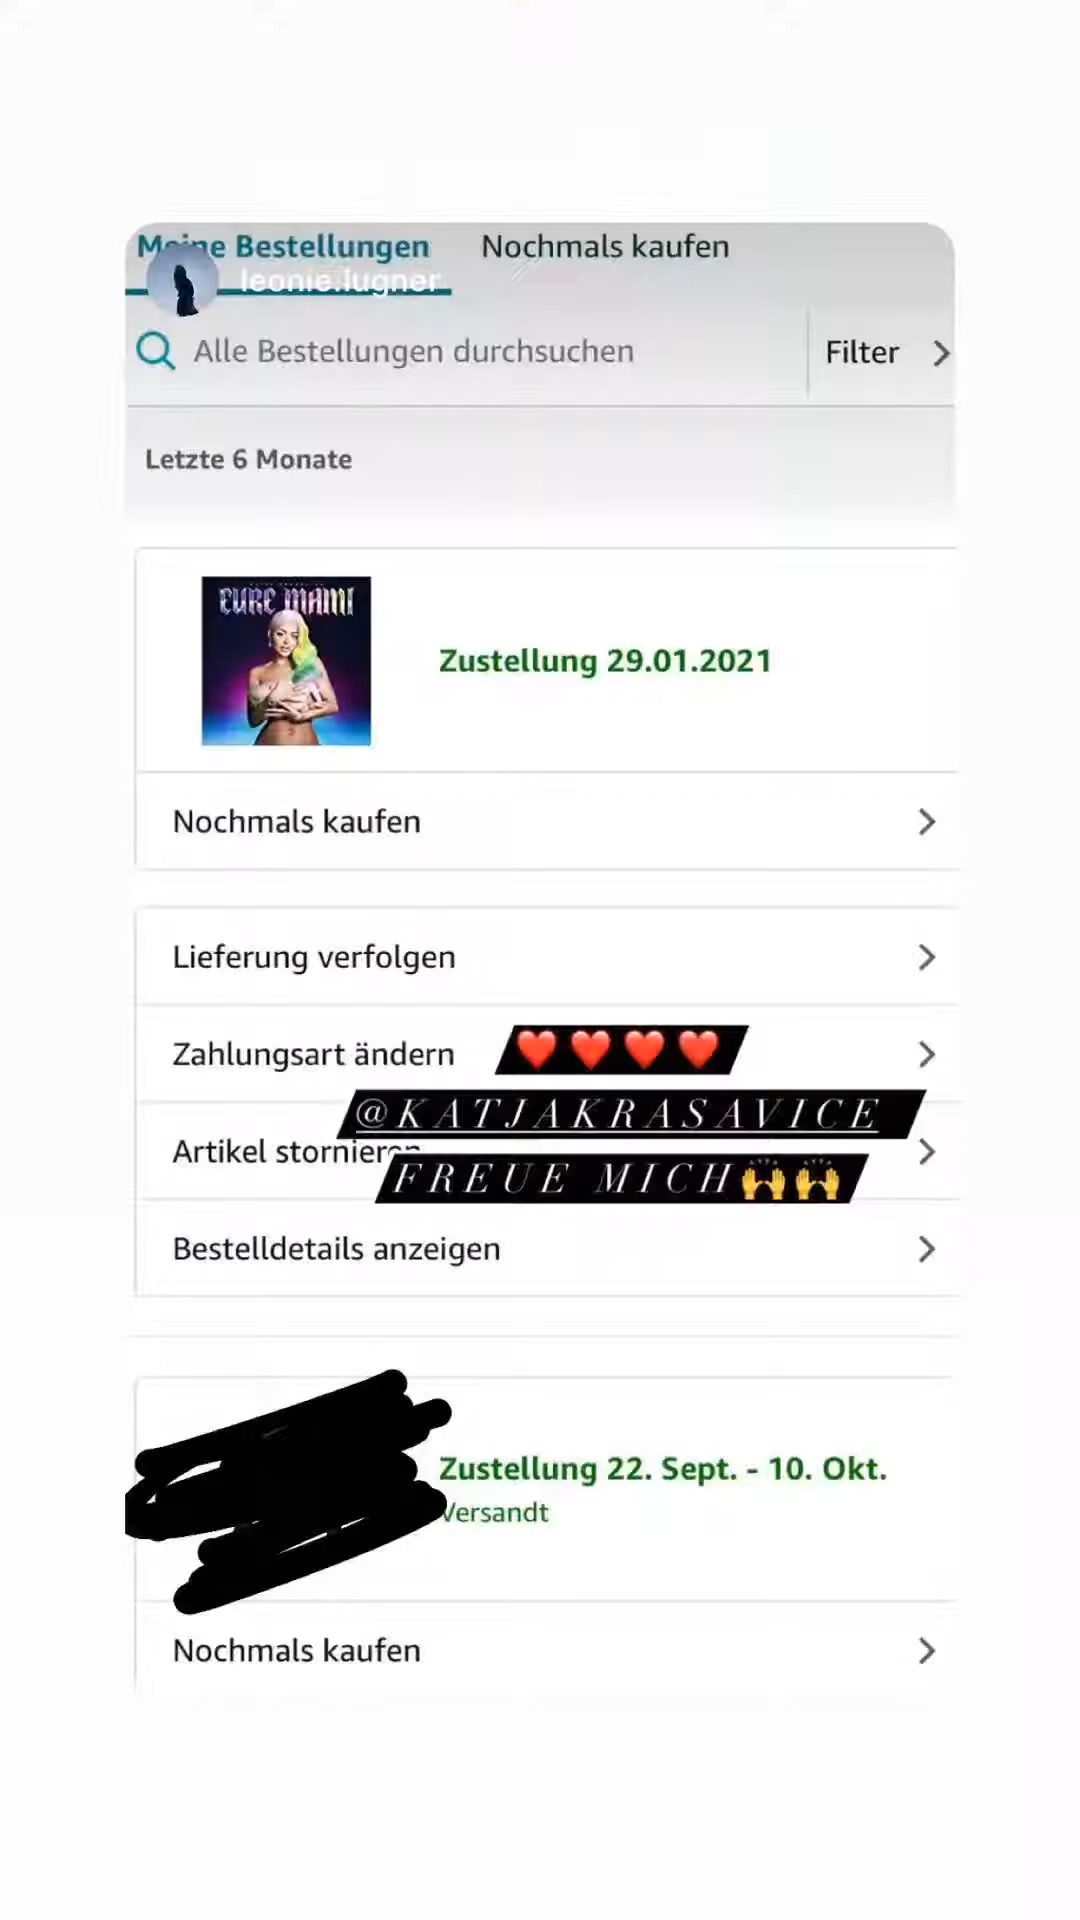 Meine Bestellungen
Nochmals kaufen
leonie.lugner
Alle Bestellungen durchsuchen
Filter
Letzte 6 Monate
EURE MAMI
Zustellung 29.01.2021
Nochmals kaufen
Lieferung verfolgen
Zahlungsart ändern
❤️❤️❤️❤️
@KATJAKRASAVICE
Artikel stornieren
FREUE MICH🙌🙌
Bestelldetails anzeigen
Zustellung 22. Sept. - 10. Okt.
Versandt
Nochmals kaufen